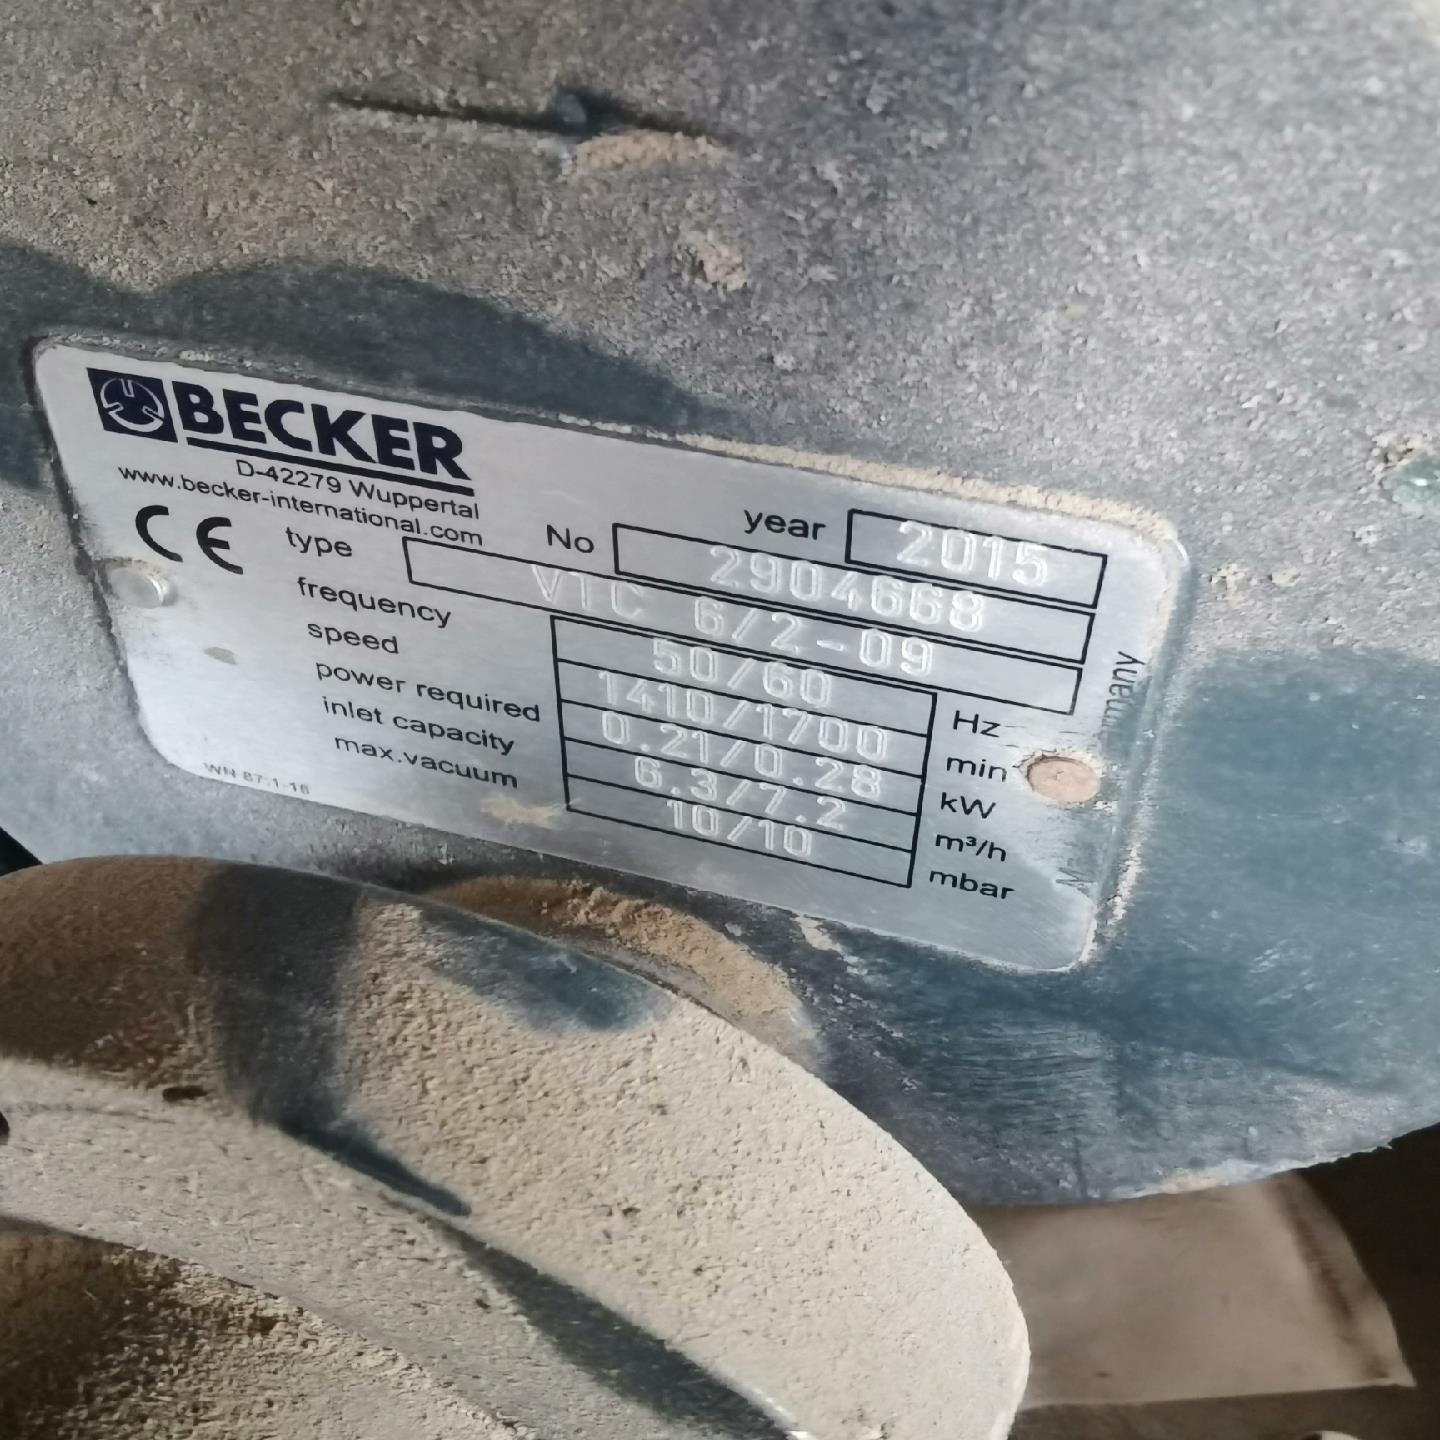 BECKER
D-42279 Wuppertal
www.becker-international.com
CE
year 2015
No 2904668
type VTC 6/2-09
frequency 50/60 Hz
speed 1410/1700 min
power required 0.21/0.28 kW
inlet capacity 6.3/7.2 m³/h
max.vacuum 10/10 mbar
WN 87.1-16